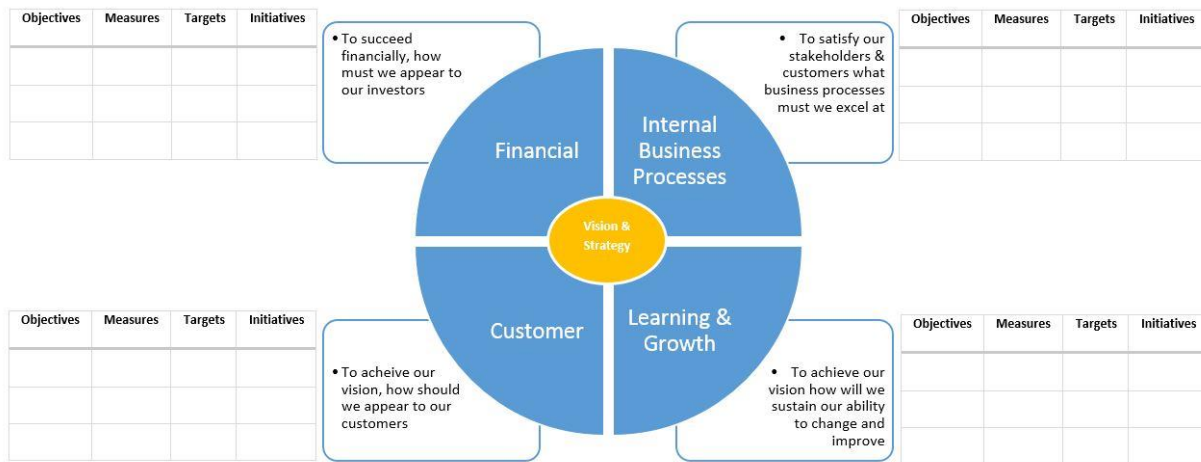 Objectives Measures Targets Initiatives
• To succeed
financially, how
must we appear to
our investors
• To satisfy our
stakeholders &
customers what
business processes
must we excel at
Objectives Measures Targets Initiatives
Financial
Internal
Business
Processes
Vision &
Strategy
Customer
Learning &
Growth
Objectives Measures Targets Initiatives
• To acheive our
vision, how should
we appear to our
customers
• To achieve our
vision how will we
sustain our ability
to change and
improve
Objectives Measures Targets Initiatives